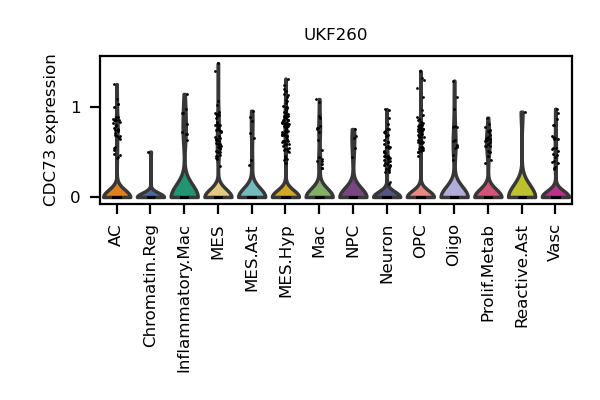 UKF260
CDC73 expression
1
0
AC
Chromatin.Reg
Inflammatory.Mac
MES
MES.Ast
MES.Hyp
Mac
NPC
Neuron
OPC
Oligo
Prolif.Metab
Reactive.Ast
Vasc